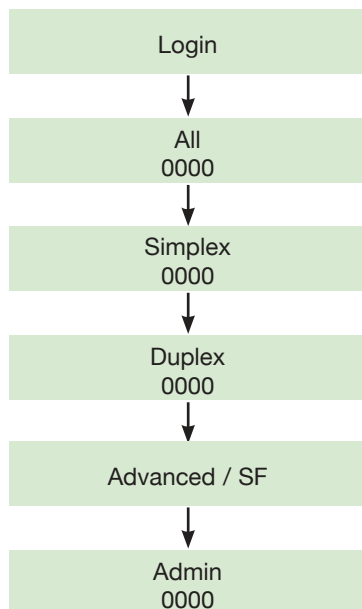 Login
All
0000
Simplex
0000
Duplex
0000
Advanced / SF
Admin
0000